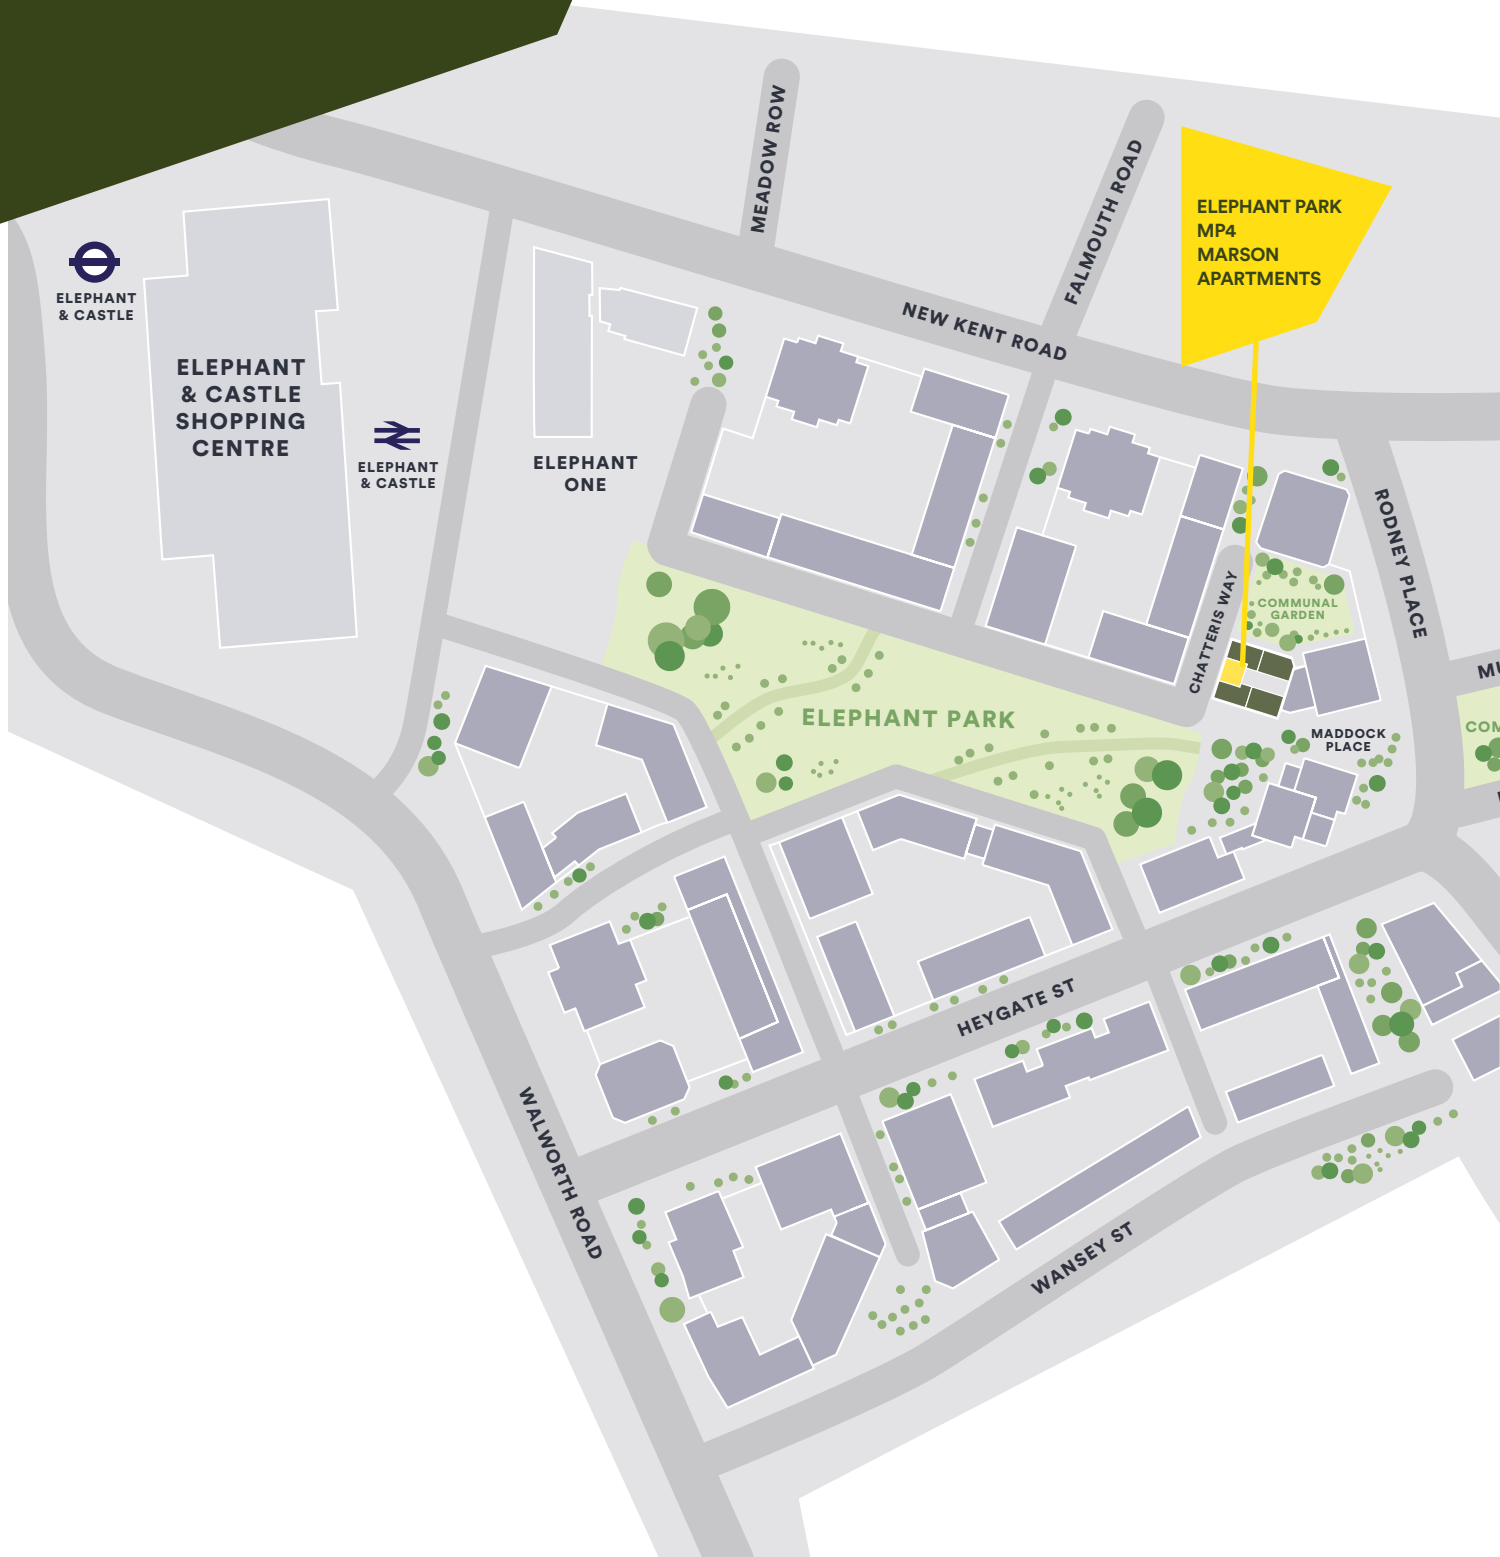 MEADOW ROW
FALMOUTH ROAD
ELEPHANT PARK
MP4
MARSON
APARTMENTS
ELEPHANT
& CASTLE
NEW KENT ROAD
ELEPHANT
& CASTLE
SHOPPING
CENTRE
ELEPHANT
& CASTLE
ELEPHANT
ONE
RODNEY PLACE
CHATTERIS WAY
COMMUNAL
GARDEN
ELEPHANT PARK
MADDOCK
PLACE
HEYGATE ST
WALWORTH ROAD
WANSEY ST